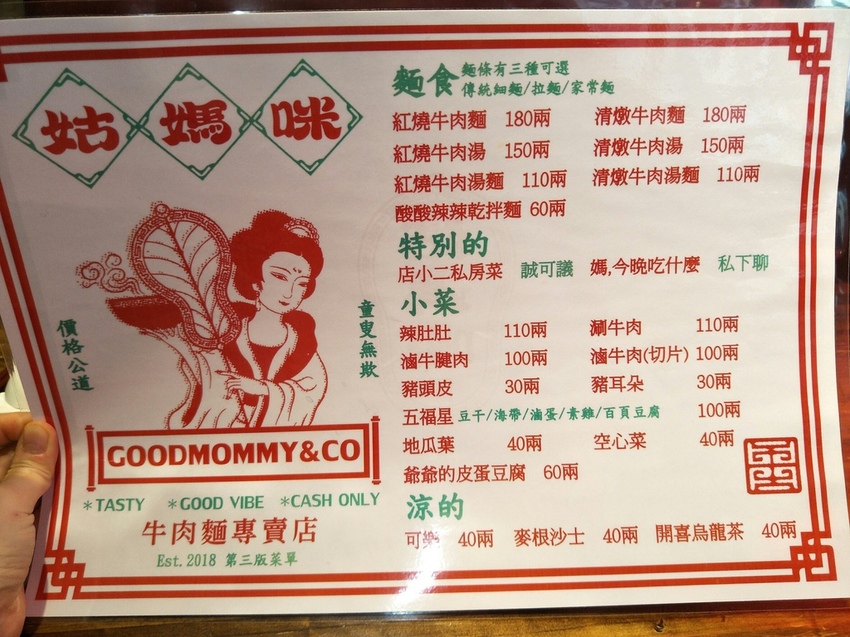 姑媽咪
價格公道
童叟無欺
GOODMOMMY&CO
*TASTY *GOOD VIBE *CASH ONLY
牛肉麵專賣店
Est.2018 第三版菜單
麵食 麵條有三種可選
傳統細麵/拉麵/家常麵
紅燒牛肉麵 180兩 清燉牛肉麵 180兩
紅燒牛肉湯 150兩 清燉牛肉湯 150兩
紅燒牛肉湯麵 110兩 清燉牛肉湯麵 110兩
酸酸辣辣乾拌麵 60兩
特別的
店小二私房菜 誠可議 媽,今晚吃什麼 私下聊
小菜
辣肚肚 110兩 涮牛肉 110兩
滷牛腱肉 100兩 滷牛肉(切片) 100兩
豬頭皮 30兩 豬耳朵 30兩
五福星 豆干/海帶/滷蛋/素雞/百頁豆腐 100兩
地瓜葉 40兩 空心菜 40兩
爺爺的皮蛋豆腐 60兩
涼的
可樂 40兩 麥根沙士 40兩 開喜烏龍茶 40兩